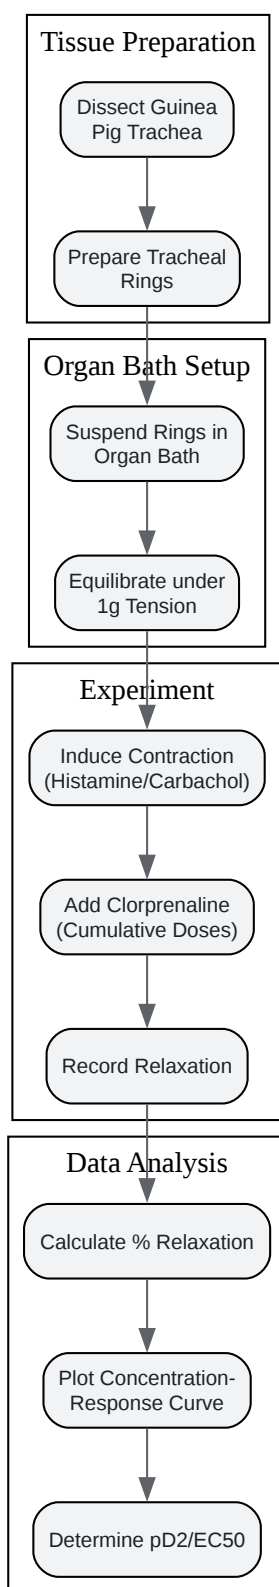 Tissue Preparation
Dissect Guinea
Pig Trachea
Prepare Tracheal
Rings
Organ Bath Setup
Suspend Rings in
Organ Bath
Equilibrate under
1g Tension
Experiment
Induce Contraction
(Histamine/Carbachol)
Add Clorprenaline
(Cumulative Doses)
Record Relaxation
Data Analysis
Calculate % Relaxation
Plot Concentration-
Response Curve
Determine pD2/EC50